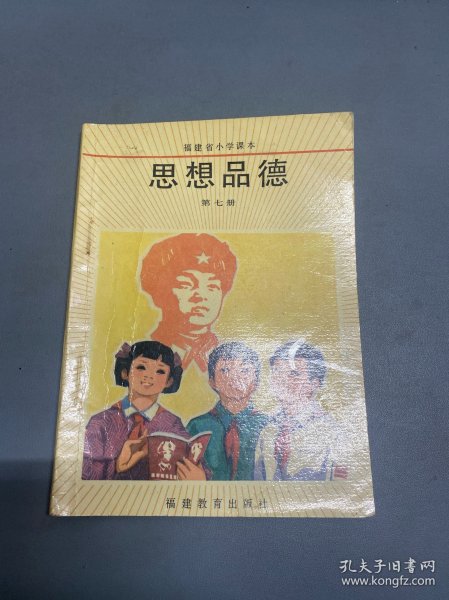 福建省小学课本
思想品德
第七册
福建教育出版社
孔夫子旧书网
www.kongfz.com